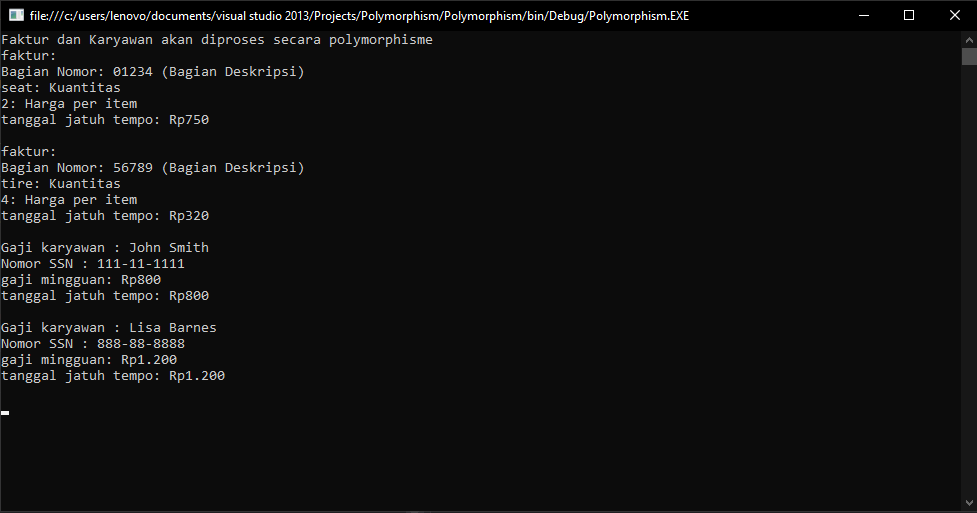 file:///c:/users/lenovo/documents/visual studio 2013/Projects/Polymorphism/Polymorphism/bin/Debug/Polymorphism.EXE
Faktur dan Karyawan akan diproses secara polymorphisme
faktur:
Bagian Nomor: 01234 (Bagian Deskripsi)
seat: Kuantitas
2: Harga per item
tanggal jatuh tempo: Rp750
faktur:
Bagian Nomor: 56789 (Bagian Deskripsi)
tire: Kuantitas
4: Harga per item
tanggal jatuh tempo: Rp320
Gaji karyawan : John Smith
Nomor SSN : 111-11-1111
gaji mingguan: Rp800
tanggal jatuh tempo: Rp800
Gaji karyawan : Lisa Barnes
Nomor SSN : 888-88-8888
gaji mingguan: Rp1.200
tanggal jatuh tempo: Rp1.200